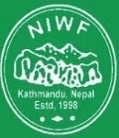 NIWF
Kathmandu, Nepal
Estd, 1998